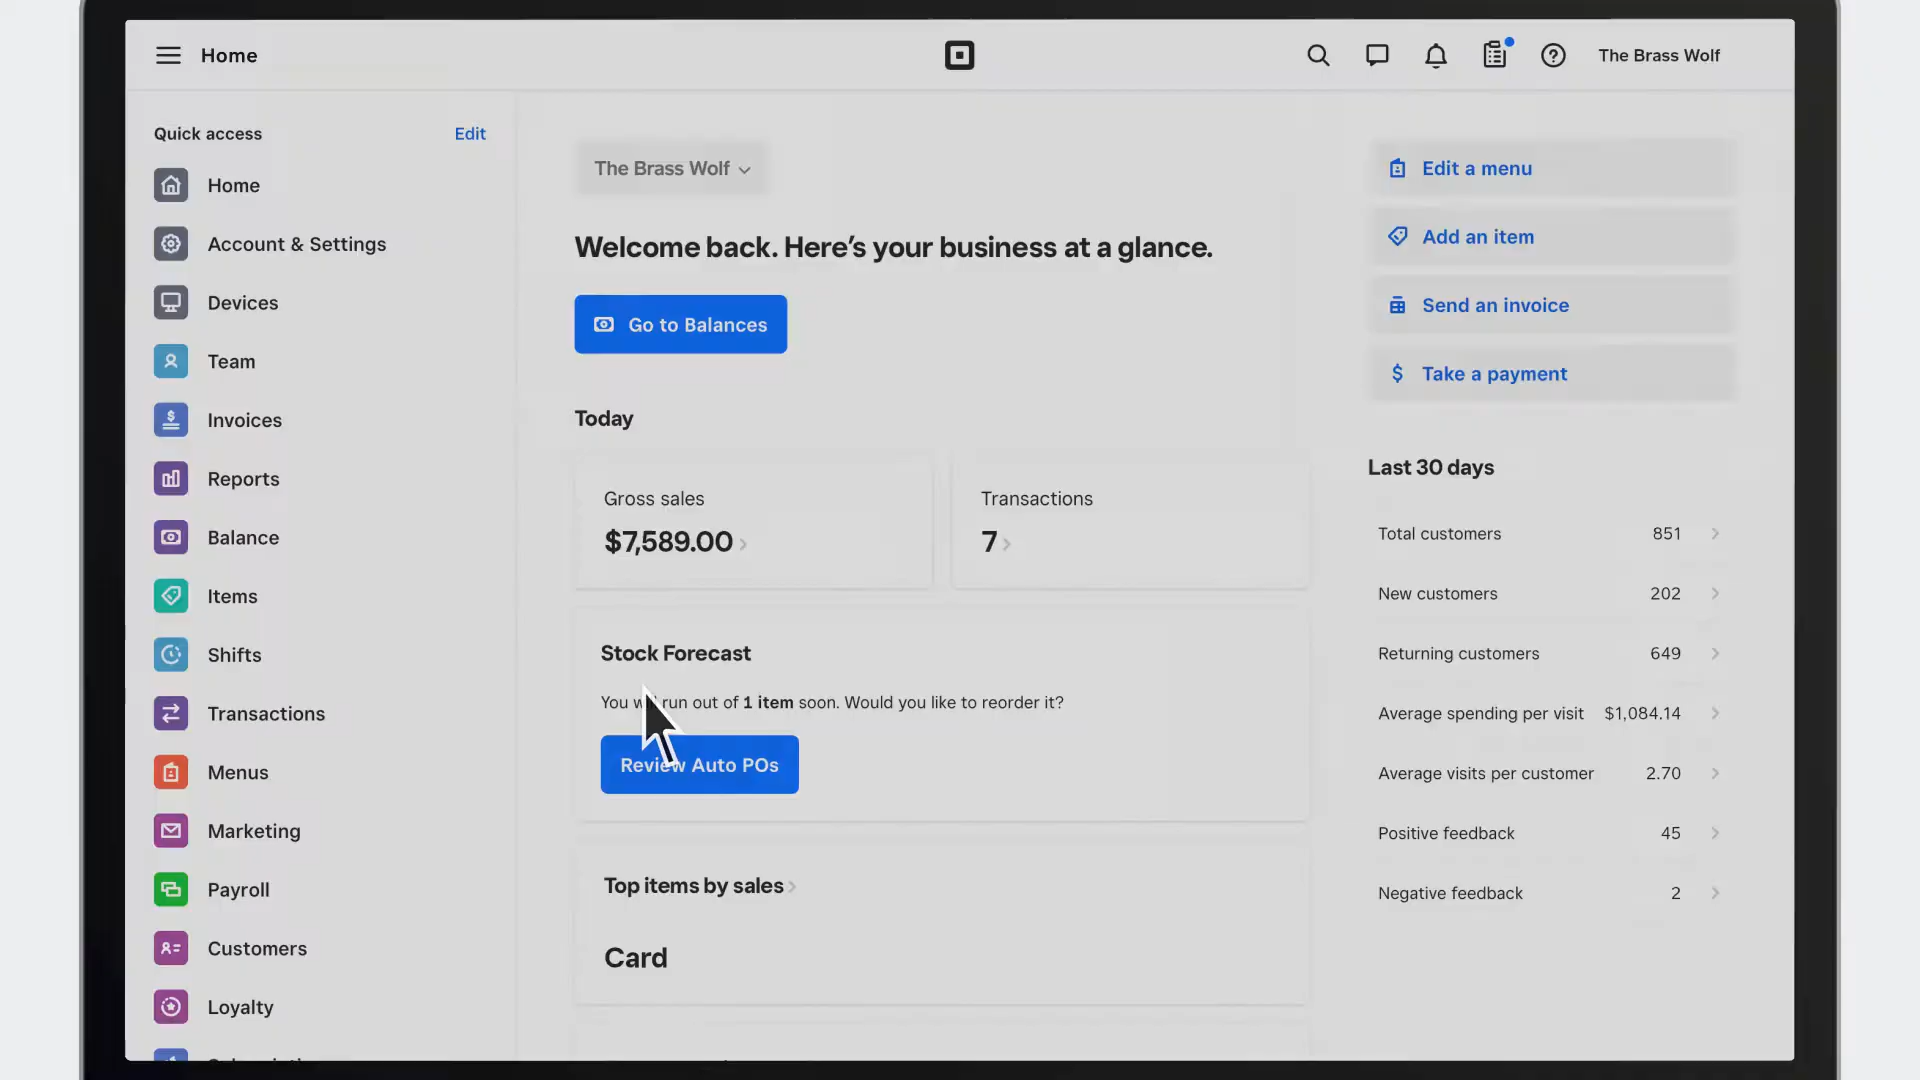 Home
The Brass Wolf
Quick access
Edit
Home
Account & Settings
Devices
Team
Invoices
Reports
Balance
Items
Shifts
Transactions
Menus
Marketing
Payroll
Customers
Loyalty
The Brass Wolf
Welcome back. Here's your business at a glance.
Go to Balances
Today
Gross sales
$7,589.00
Transactions
7
Stock Forecast
You will run out of 1 item soon. Would you like to reorder it?
Review Auto POs
Top items by sales
Card
Edit a menu
Add an item
Send an invoice
Take a payment
Last 30 days
Total customers 851
New customers 202
Returning customers 649
Average spending per visit $1,084.14
Average visits per customer 2.70
Positive feedback 45
Negative feedback 2